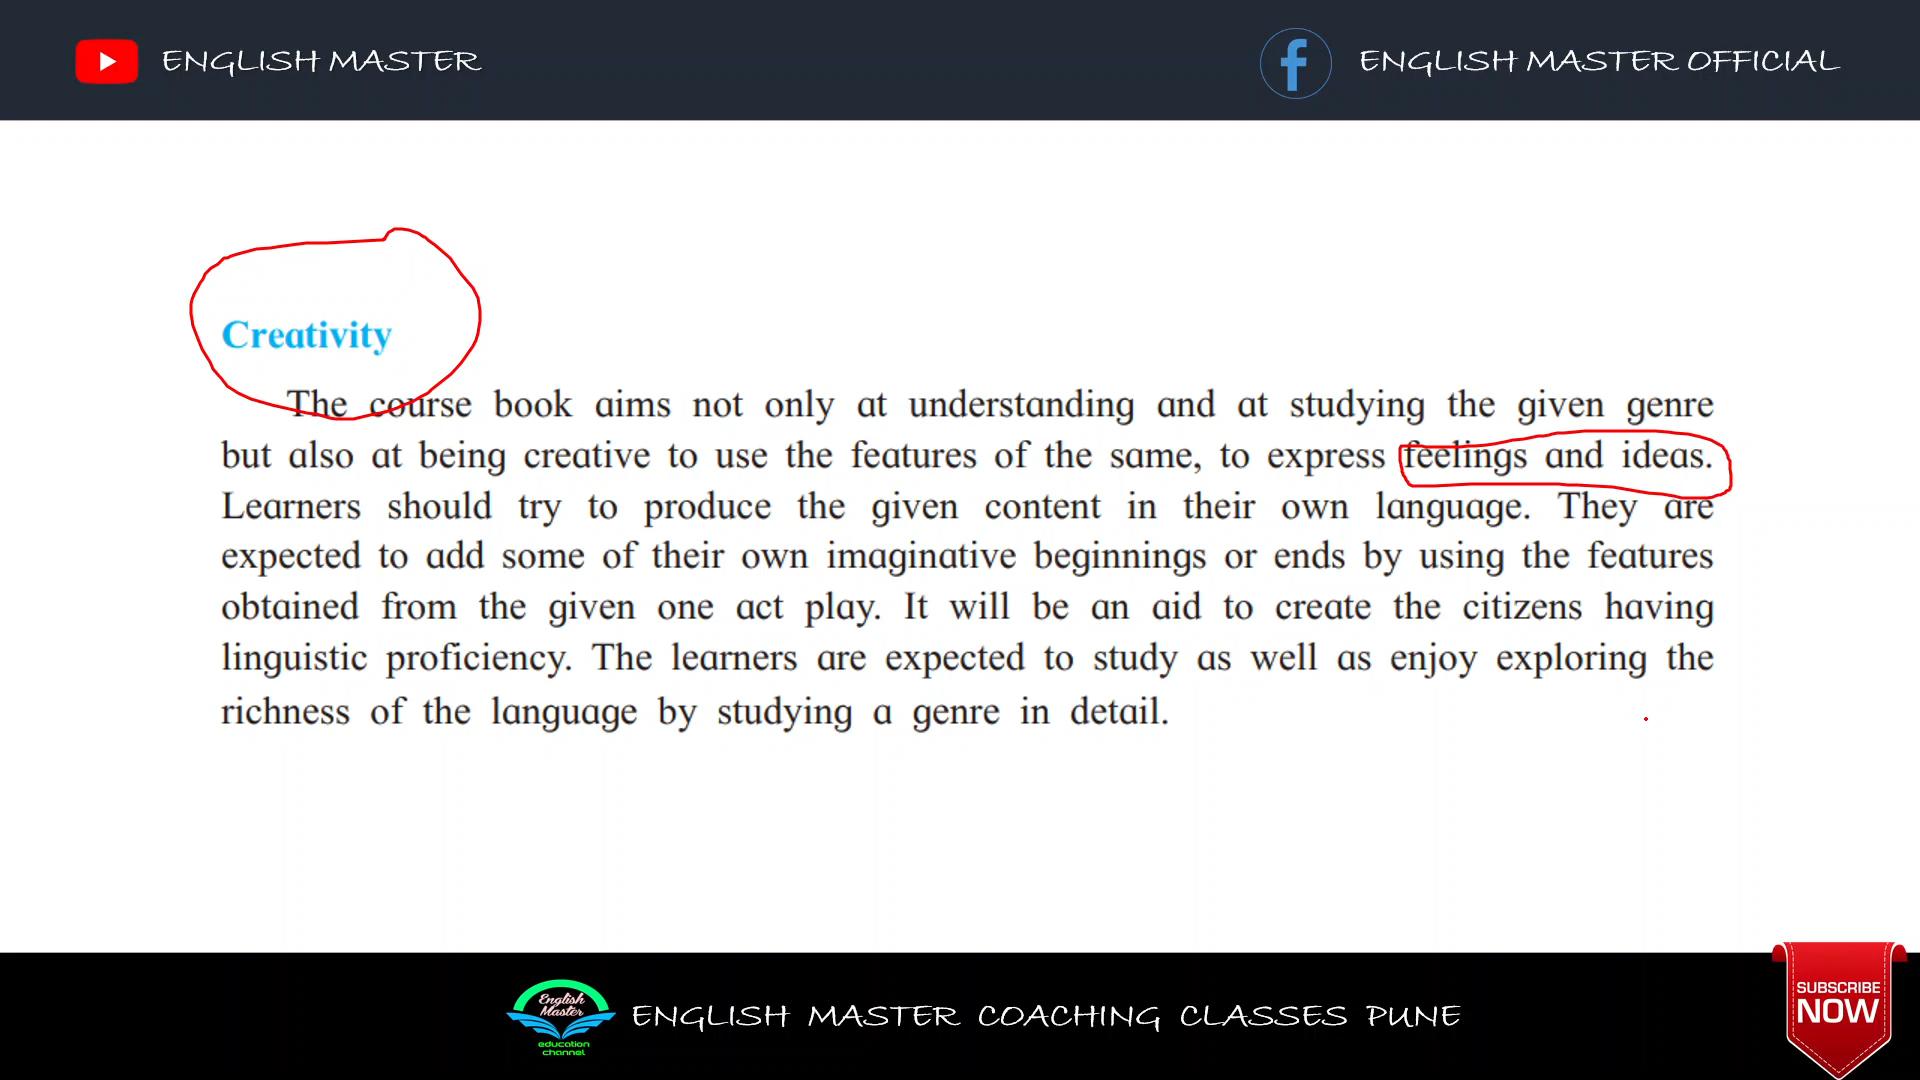 ENGLISH MASTER
ENGLISH MASTER OFFICIAL
Creativity
The course book aims not only at understanding and at studying the given genre
but also at being creative to use the features of the same, to express feelings and ideas.
Learners should try to produce the given content in their own language. They are
expected to add some of their own imaginative beginnings or ends by using the features
obtained from the given one act play. It will be an aid to create the citizens having
linguistic proficiency. The learners are expected to study as well as enjoy exploring the
richness of the language by studying a genre in detail.
English
Master
education
channel
ENGLISH MASTER COACHING CLASSES PUNE
SUBSCRIBE
NOW